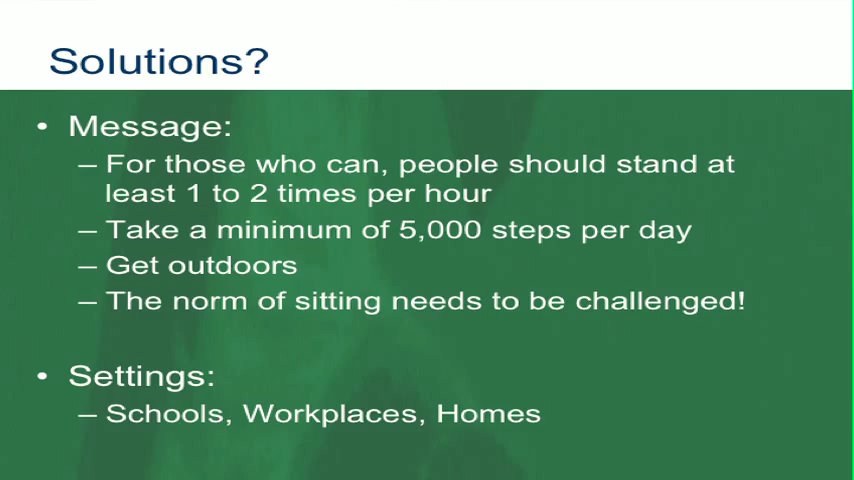 Solutions?
• Message:
– For those who can, people should stand at
least 1 to 2 times per hour
– Take a minimum of 5,000 steps per day
– Get outdoors
– The norm of sitting needs to be challenged!
• Settings:
– Schools, Workplaces, Homes